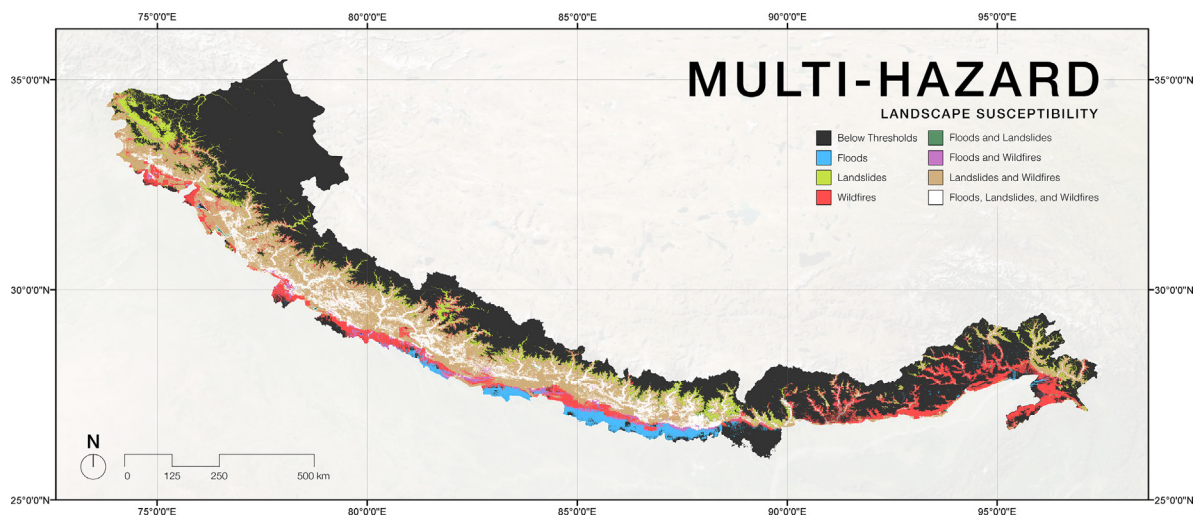 75°0'0"E 80°0'0"E 85°0'0"E 90°0'0"E 95°0'0"E
35°0'0"N 35°0'0"N
MULTI-HAZARD
LANDSCAPE SUSCEPTIBILITY
Below Thresholds
Floods
Landslides
Wildfires
Floods and Landslides
Floods and Wildfires
Landslides and Wildfires
Floods, Landslides, and Wildfires
30°0'0"N 30°0'0"N
N
0 125 250 500 km
25°0'0"N 25°0'0"N
75°0'0"E 80°0'0"E 85°0'0"E 90°0'0"E 95°0'0"E